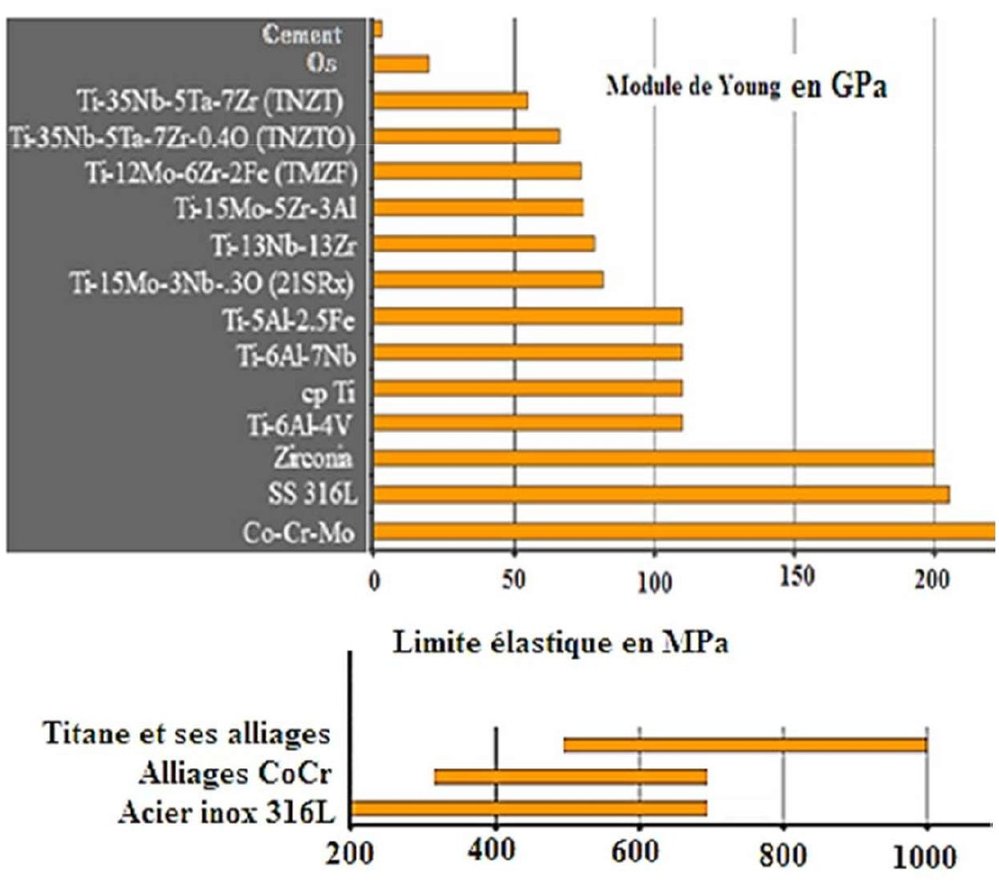 Cement
Os
Module de Young en GPa
Ti-35Nb-5Ta-7Zr (TNZT)
Ti-35Nb-5Ta-7Zr-0.4O (TNZTO)
Ti-12Mo-6Zr-2Fe (TMZF)
Ti-15Mo-5Zr-3Al
Ti-13Nb-13Zr
Ti-15Mo-3Nb-.3O (21SRx)
Ti-5Al-2.5Fe
Ti-6Al-7Nb
cp Ti
Ti-6Al-4V
Zirconia
SS 316L
Co-Cr-Mo
0 50 100 150 200
Limite élastique en MPa
Titane et ses alliages
Alliages CoCr
Acier inox 316L
200 400 600 800 1000